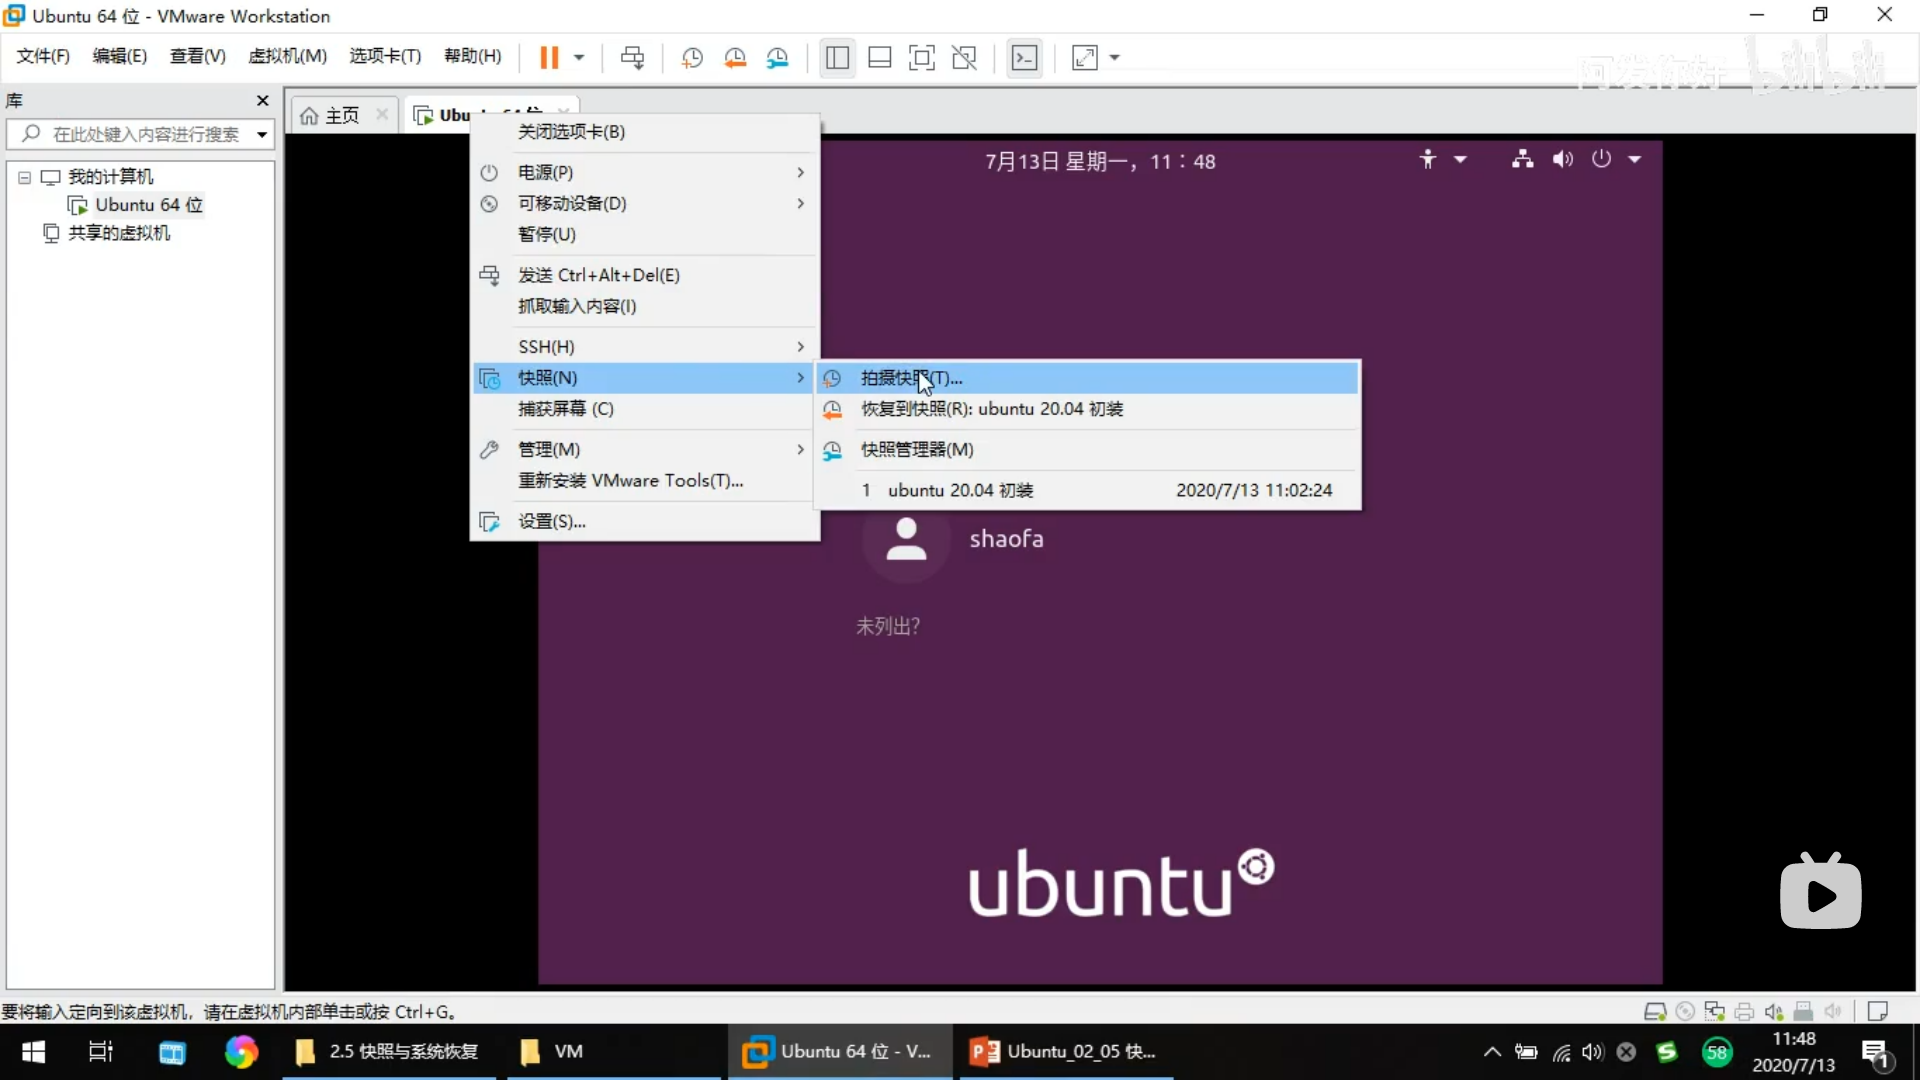 Ubuntu 64 位 - VMware Workstation
文件(F) 编辑(E) 查看(V) 虚拟机(M) 选项卡(T) 帮助(H)
阿发你好 bilibili
库
主页
在此处键入内容进行搜索
我的计算机
Ubuntu 64 位
共享的虚拟机
关闭选项卡(B)
电源(P)
可移动设备(D)
暂停(U)
发送 Ctrl+Alt+Del(E)
抓取输入内容(I)
SSH(H)
快照(N)
捕获屏幕 (C)
管理(M)
重新安装 VMware Tools(T)...
设置(S)...
拍摄快照(T)...
恢复到快照(R): ubuntu 20.04 初装
快照管理器(M)
1 ubuntu 20.04 初装 2020/7/13 11:02:24
7月13日 星期一，11：48
shaofa
未列出?
ubuntu
要将输入定向到该虚拟机，请在虚拟机内部单击或按 Ctrl+G。
2.5 快照与系统恢复
VM
Ubuntu 64 位 - V...
Ubuntu_02_05 快...
58
11:48
2020/7/13
1